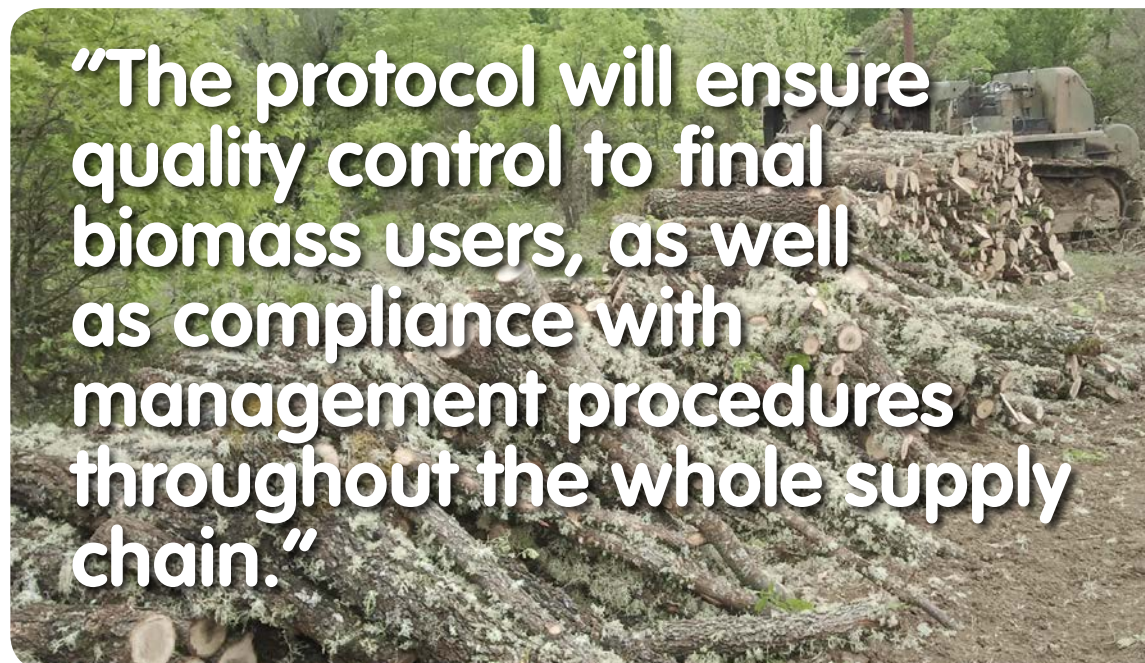 “The protocol will ensure
quality control to final
biomass users, as well
as compliance with
management procedures
throughout the whole supply
chain.”